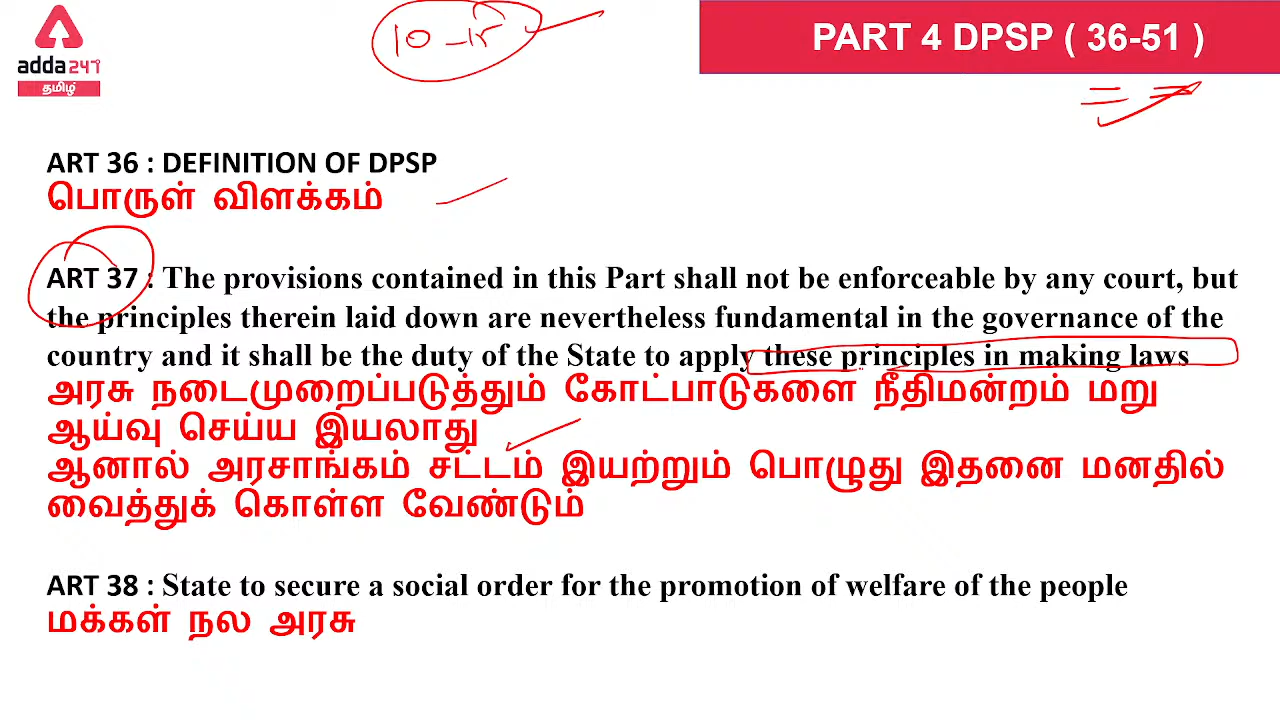 adda247
தமிழ்
10 - 15
PART 4 DPSP ( 36-51 )
ART 36 : DEFINITION OF DPSP
பொருள் விளக்கம்
ART 37 : The provisions contained in this Part shall not be enforceable by any court, but
the principles therein laid down are nevertheless fundamental in the governance of the
country and it shall be the duty of the State to apply these principles in making laws
அரசு நடைமுறைப்படுத்தும் கோட்பாடுகளை நீதிமன்றம் மறு
ஆய்வு செய்ய இயலாது
ஆனால் அரசாங்கம் சட்டம் இயற்றும் பொழுது இதனை மனதில்
வைத்துக் கொள்ள வேண்டும்
ART 38 : State to secure a social order for the promotion of welfare of the people
மக்கள் நல அரசு